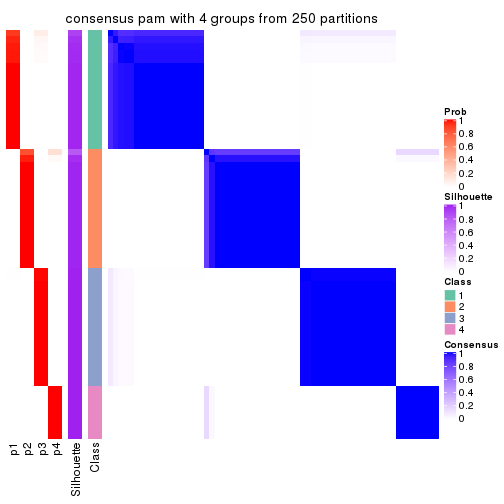 consensus pam with 4 groups from 250 partitions
Prob
1
0.8
0.6
0.4
0.2
0
Silhouette
1
0.8
0.6
0.4
0.2
0
Class
1
2
3
4
Consensus
1
0.8
0.6
0.4
0.2
0
p1
p2
p3
p4
Silhouette
Class